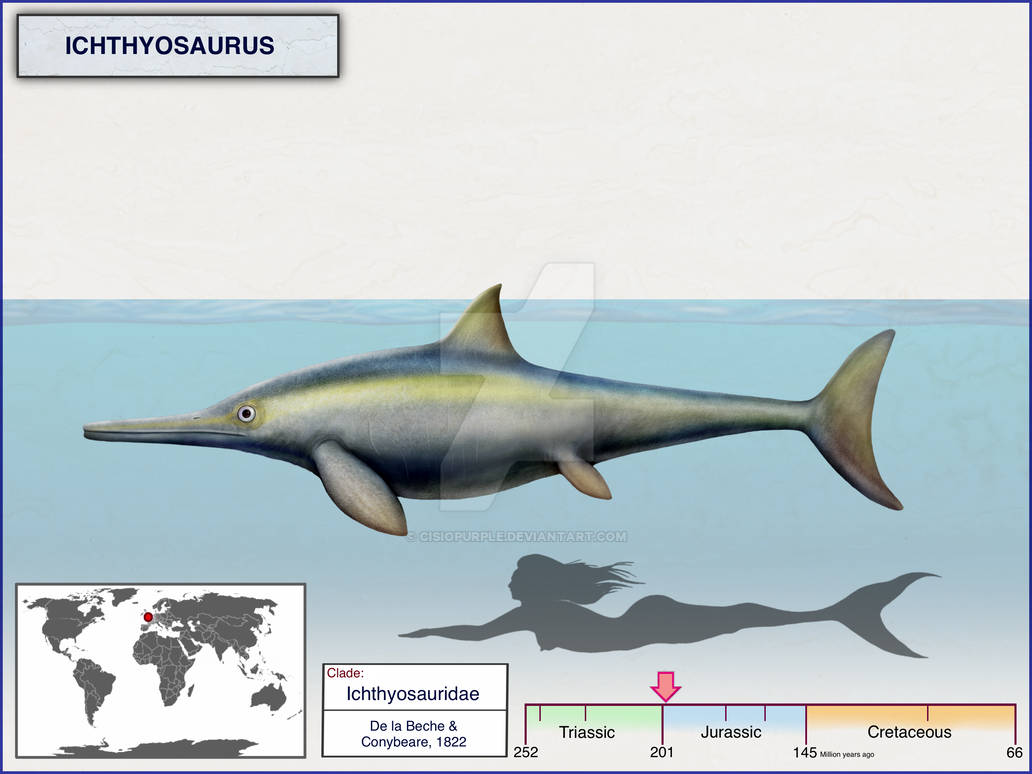 ICHTHYOSAURUS
© CISIOPURPLE.DEVIANTART.COM
Clade:
Ichthyosauridae
De la Beche &
Conybeare, 1822
Triassic
Jurassic
Cretaceous
252
201
145 Million years ago
66